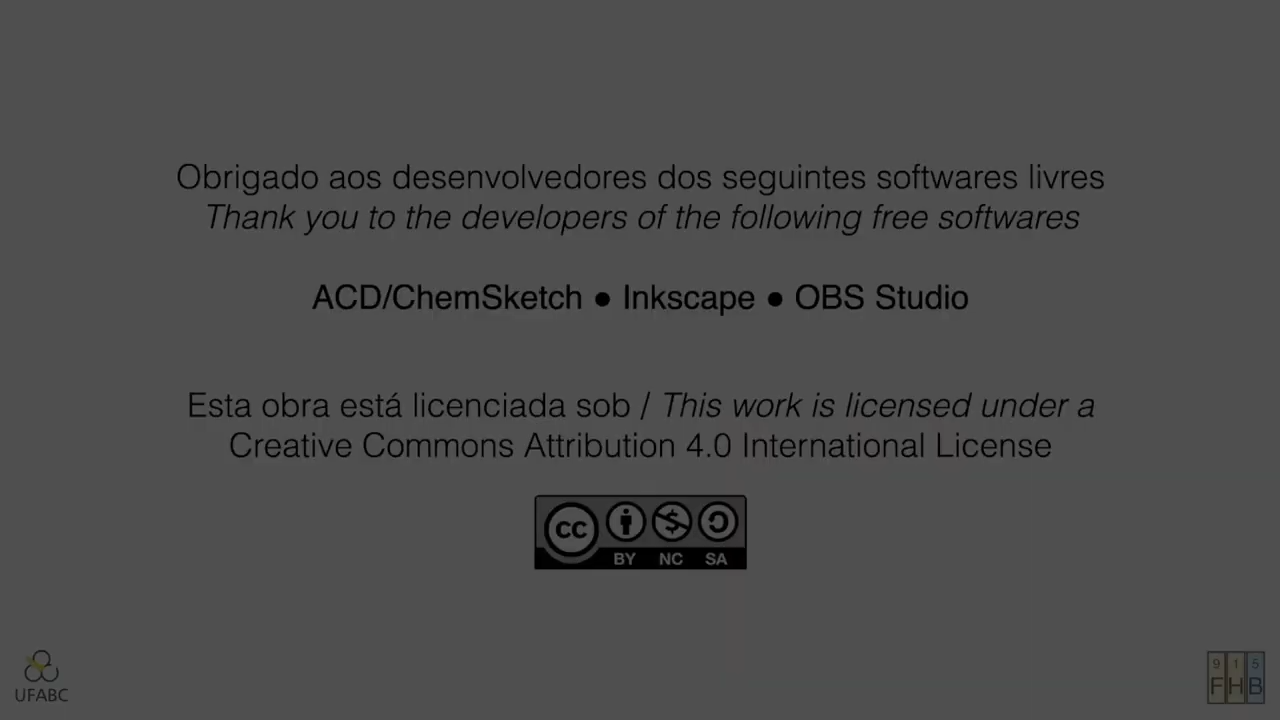 Obrigado aos desenvolvedores dos seguintes softwares livres
Thank you to the developers of the following free softwares
ACD/ChemSketch ● Inkscape ● OBS Studio
Esta obra está licenciada sob / This work is licensed under a
Creative Commons Attribution 4.0 International License
cc
BY NC SA
UFABC
9 1 5
F H B